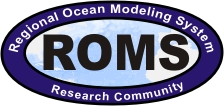 Regional Ocean Modeling System
ROMS
Research Community